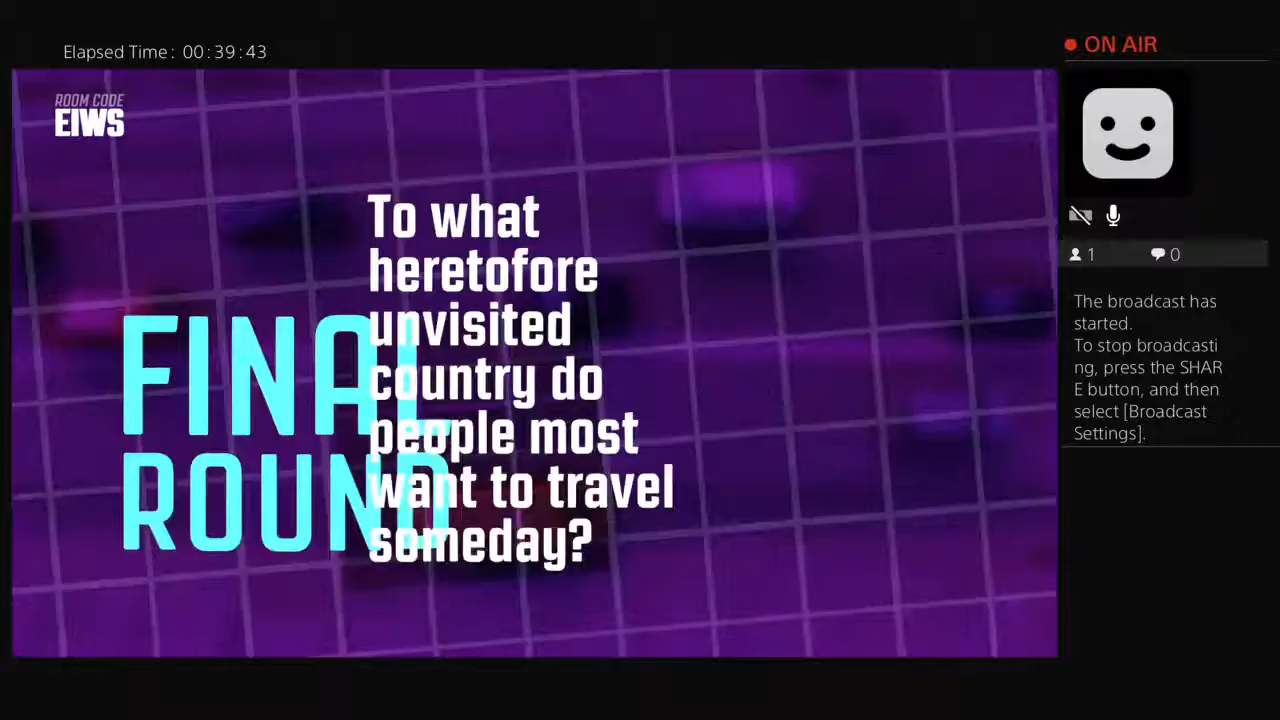 Elapsed Time: 00:39:43
ON AIR
ROOM CODE
EIWS
FINAL
ROUND
To what
heretofore
unvisited
country do
people most
want to travel
someday?
1
0
The broadcast has
started.
To stop broadcasti
ng, press the SHAR
E button, and then
select [Broadcast
Settings].